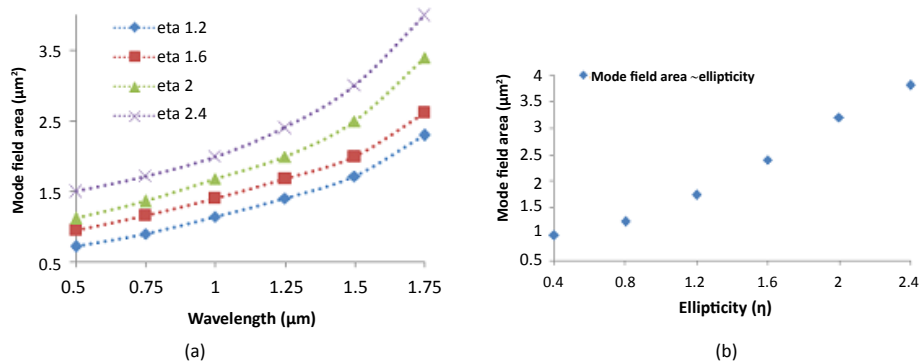 eta 1.2
eta 1.6
eta 2
eta 2.4
Mode field area (μm²)
3.5
2.5
1.5
0.5
0.5 0.75 1 1.25 1.5 1.75
Wavelength (μm)
(a)
Mode field area ~ellipticity
Mode field area (μm²)
4
3.5
3
2.5
2
1.5
1
0.5
0.4 0.8 1.2 1.6 2 2.4
Ellipticity (η)
(b)